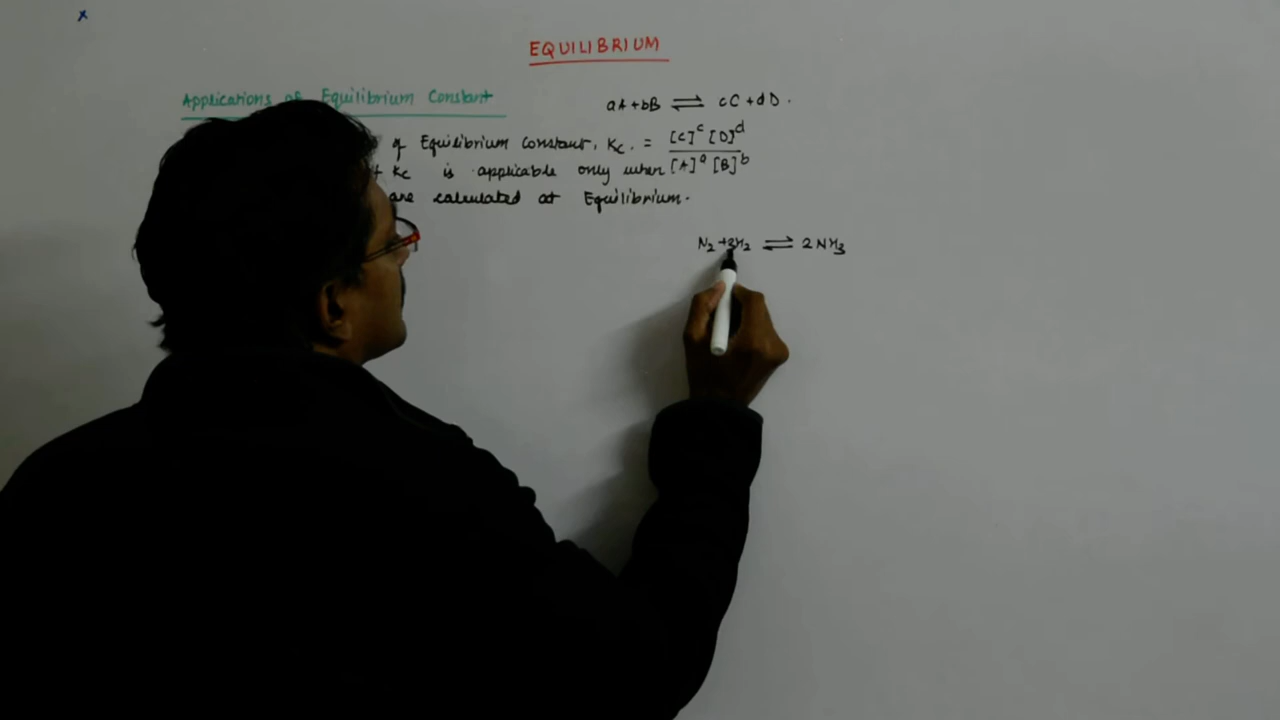 x
EQUILIBRIUM
Applications of Equilibrium Constant
aA + bB ⇌ cC + dD.
of Equilibrium Constant, Kc. = [C]^c [D]^d / [A]^a [B]^b
Kc is applicable only when
are calculated at Equilibrium.
N2 + 3H2 ⇌ 2NH3